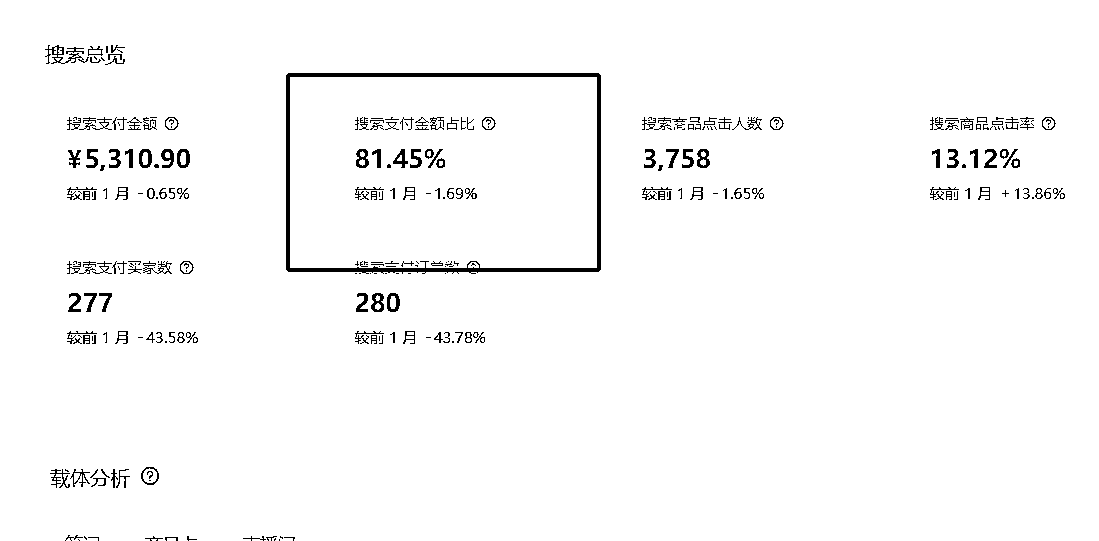 搜索总览
搜索支付金额
搜索支付金额占比
搜索商品点击人数
搜索商品点击率
¥5,310.90
81.45%
3,758
13.12%
较前 1 月 -0.65%
较前 1 月 -1.69%
较前 1 月 -1.65%
较前 1 月 +13.86%
搜索支付买家数
搜索支付订单数
277
280
较前 1 月 -43.58%
较前 1 月 -43.78%
载体分析